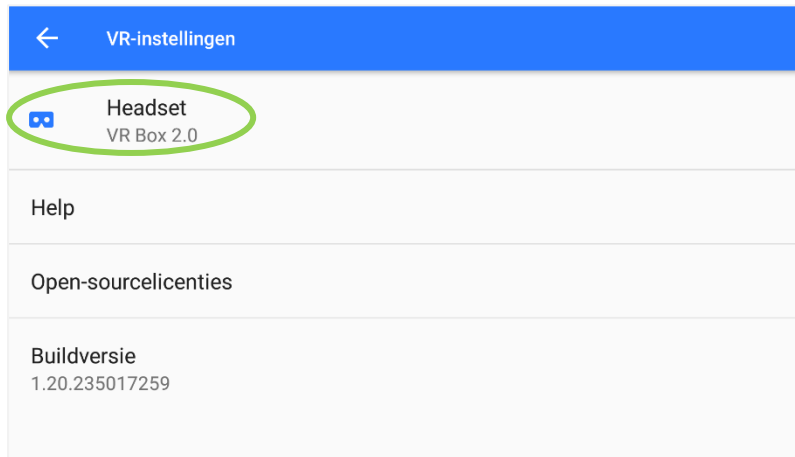 VR-instellingen
Headset
VR Box 2.0
Help
Open-sourcelicenties
Buildversie
1.20.235017259